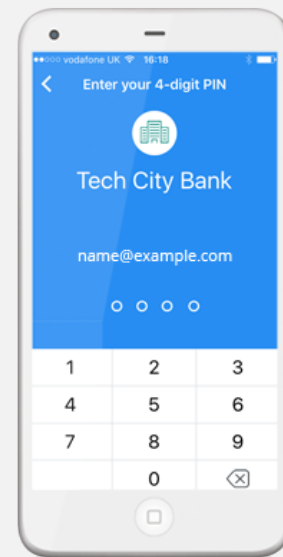 vodafone UK 16:18
Enter your 4-digit PIN
Tech City Bank
name@example.com
1 2 3
4 5 6
7 8 9
0